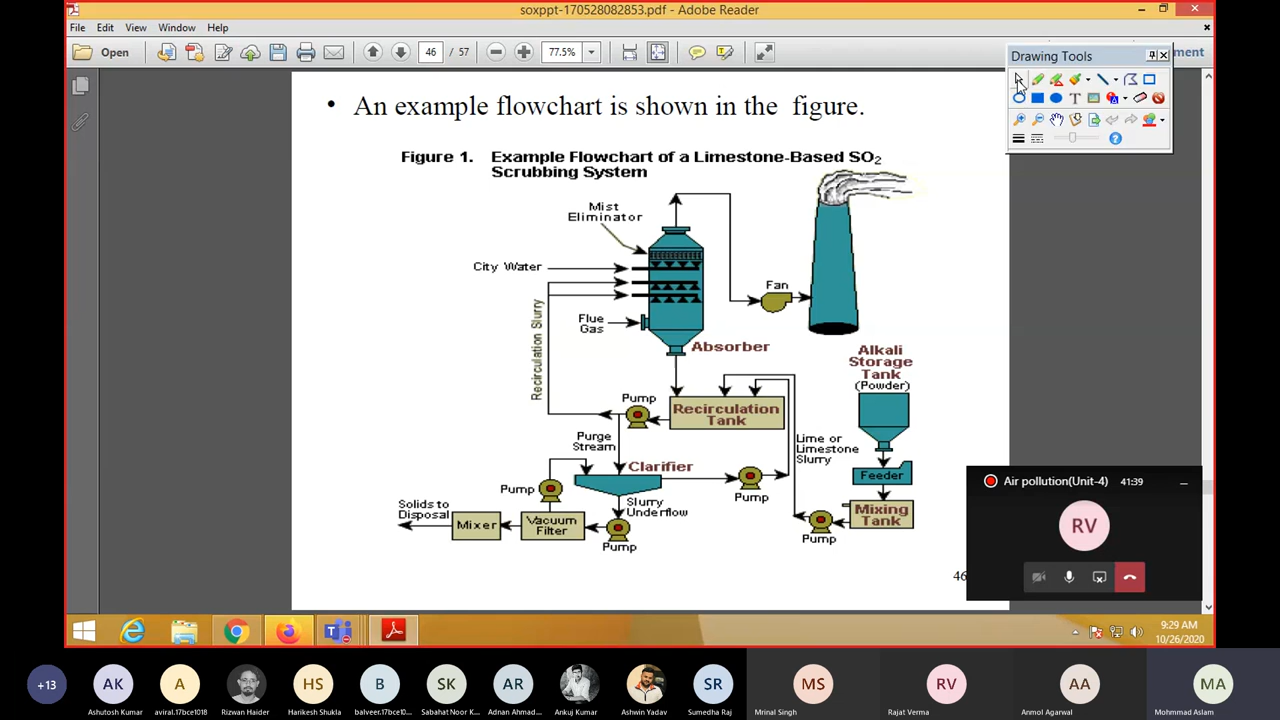 soxppt-170528082853.pdf - Adobe Reader
File Edit View Window Help
Open 46 / 57 77.5%
Drawing Tools
• An example flowchart is shown in the figure.
Figure 1. Example Flowchart of a Limestone-Based SO2
Scrubbing System
Mist
Eliminator
City Water
Fan
Flue
Gas
Recirculation Slurry
Absorber
Alkali
Storage
Tank
(Powder)
Pump
Recirculation
Tank
Purge
Stream
Lime or
Limestone
Slurry
Clarifier
Feeder
Pump
Pump
Solids to
Disposal
Slurry
Underflow
Mixer
Vacuum
Filter
Mixing
Tank
Pump
Pump
46
Air pollution(Unit-4) 41:39
RV
9:29 AM
10/26/2020
+13
AK
A
HS
B
SK
AR
SR
MS
RV
AA
MA
Ashutosh Kumar
aviral.17bce1018
Rizwan Haider
Harikesh Shukla
balveer.17bce10...
Sabahat Noor K...
Adnan Ahmad...
Ankuj Kumar
Ashwin Yadav
Sumedha Raj
Mrinal Singh
Rajat Verma
Anmol Agarwal
Mohmmad Aslam